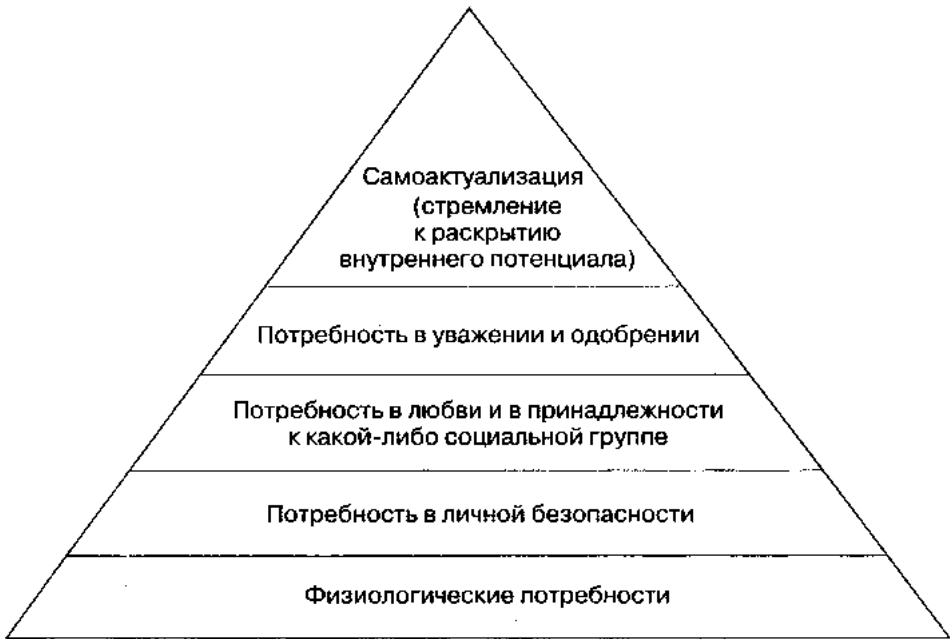 Самоактуализация
(стремление
к раскрытию
внутреннего потенциала)
Потребность в уважении и одобрении
Потребность в любви и в принадлежности
к какой-либо социальной группе
Потребность в личной безопасности
Физиологические потребности